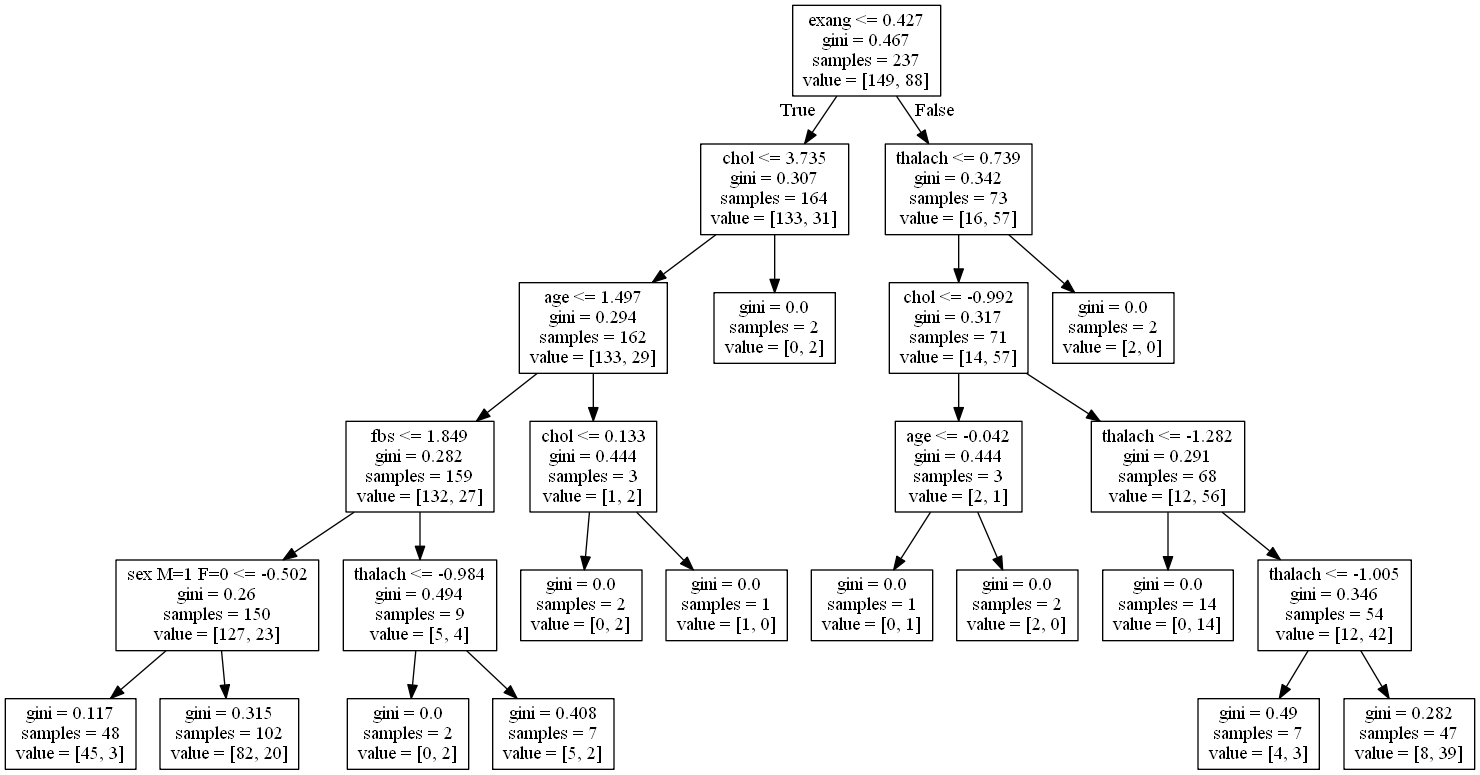 exang <= 0.427
gini = 0.467
samples = 237
value = [149, 88]
True
False
chol <= 3.735
gini = 0.307
samples = 164
value = [133, 31]
thalach <= 0.739
gini = 0.342
samples = 73
value = [16, 57]
age <= 1.497
gini = 0.294
samples = 162
value = [133, 29]
gini = 0.0
samples = 2
value = [0, 2]
chol <= -0.992
gini = 0.317
samples = 71
value = [14, 57]
gini = 0.0
samples = 2
value = [2, 0]
fbs <= 1.849
gini = 0.282
samples = 159
value = [132, 27]
chol <= 0.133
gini = 0.444
samples = 3
value = [1, 2]
age <= -0.042
gini = 0.444
samples = 3
value = [2, 1]
thalach <= -1.282
gini = 0.291
samples = 68
value = [12, 56]
sex M=1 F=0 <= -0.502
gini = 0.26
samples = 150
value = [127, 23]
thalach <= -0.984
gini = 0.494
samples = 9
value = [5, 4]
gini = 0.0
samples = 2
value = [0, 2]
gini = 0.0
samples = 1
value = [1, 0]
gini = 0.0
samples = 1
value = [0, 1]
gini = 0.0
samples = 2
value = [2, 0]
gini = 0.0
samples = 14
value = [0, 14]
thalach <= -1.005
gini = 0.346
samples = 54
value = [12, 42]
gini = 0.117
samples = 48
value = [45, 3]
gini = 0.315
samples = 102
value = [82, 20]
gini = 0.0
samples = 2
value = [0, 2]
gini = 0.408
samples = 7
value = [5, 2]
gini = 0.49
samples = 7
value = [4, 3]
gini = 0.282
samples = 47
value = [8, 39]